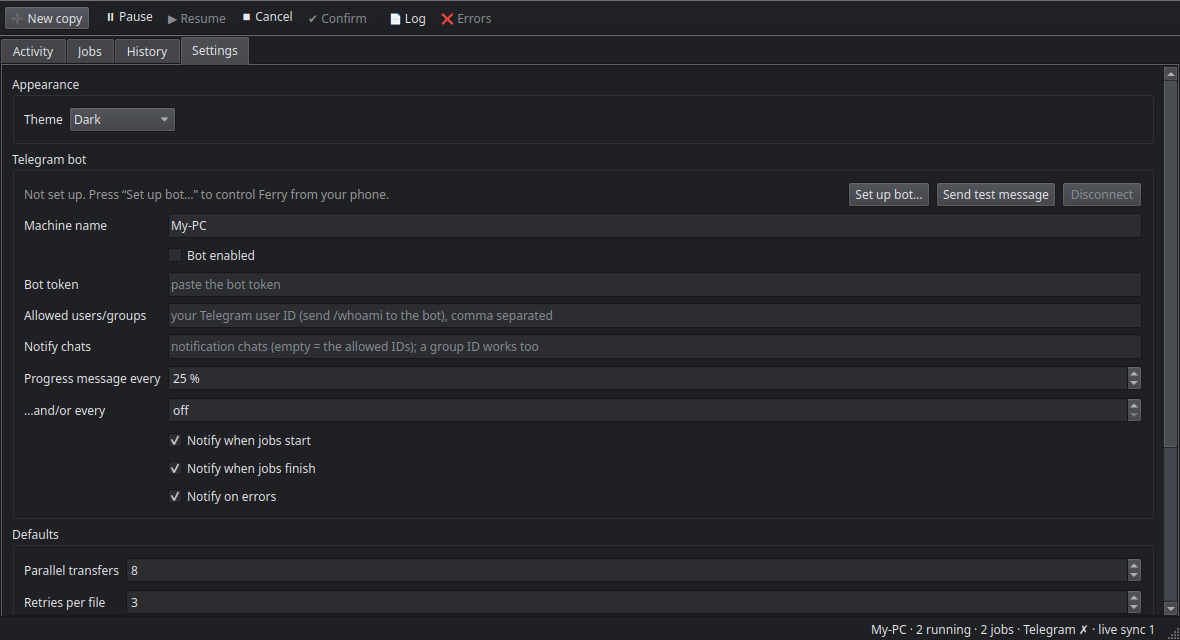 New copy Pause Resume Cancel Confirm Log Errors
Activity Jobs History Settings
Appearance
Theme Dark
Telegram bot
Not set up. Press “Set up bot…” to control Ferry from your phone. Set up bot... Send test message Disconnect
Machine name My-PC
Bot enabled
Bot token paste the bot token
Allowed users/groups your Telegram user ID (send /whoami to the bot), comma separated
Notify chats notification chats (empty = the allowed IDs); a group ID works too
Progress message every 25 %
…and/or every off
Notify when jobs start
Notify when jobs finish
Notify on errors
Defaults
Parallel transfers 8
Retries per file 3
My-PC · 2 running · 2 jobs · Telegram ✗ · live sync 1